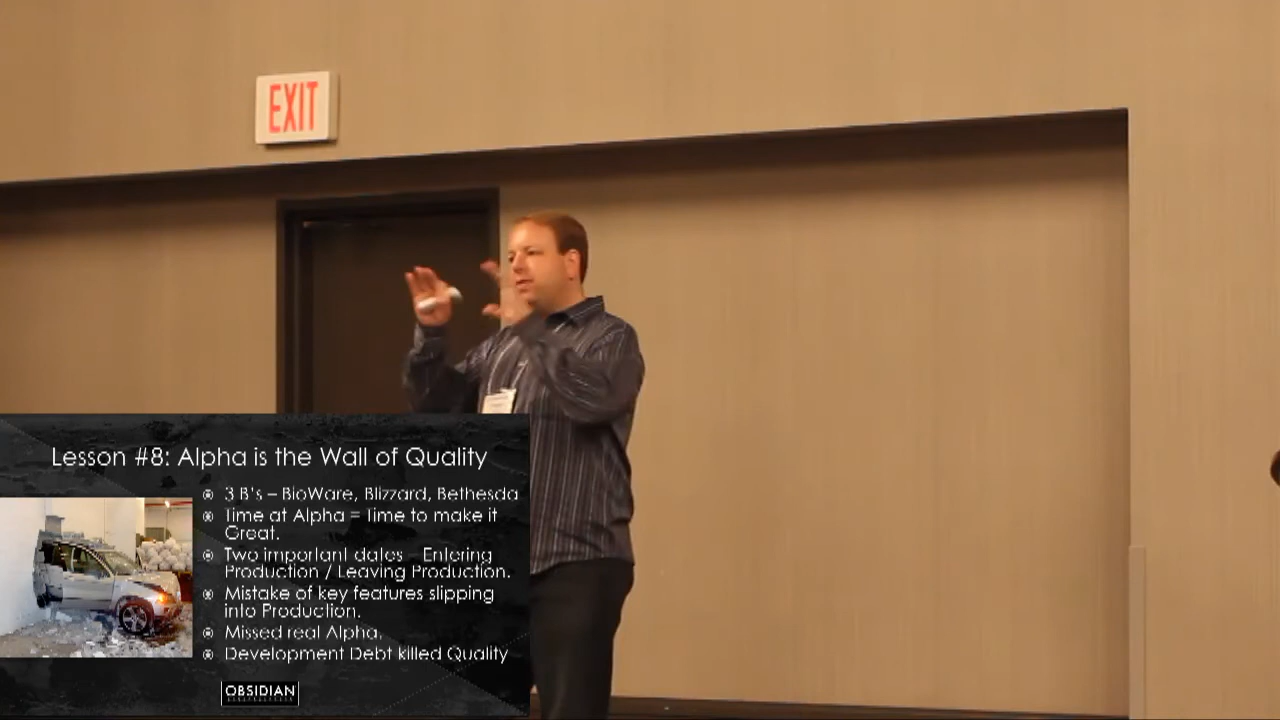 EXIT
Lesson #8: Alpha is the Wall of Quality
3 B's – BioWare, Blizzard, Bethesda
Time at Alpha = Time to make it
Great.
Two important dates – Entering
Production / Leaving Production.
Mistake of key features slipping
into Production.
Missed real Alpha.
Development Debt killed Quality
OBSIDIAN